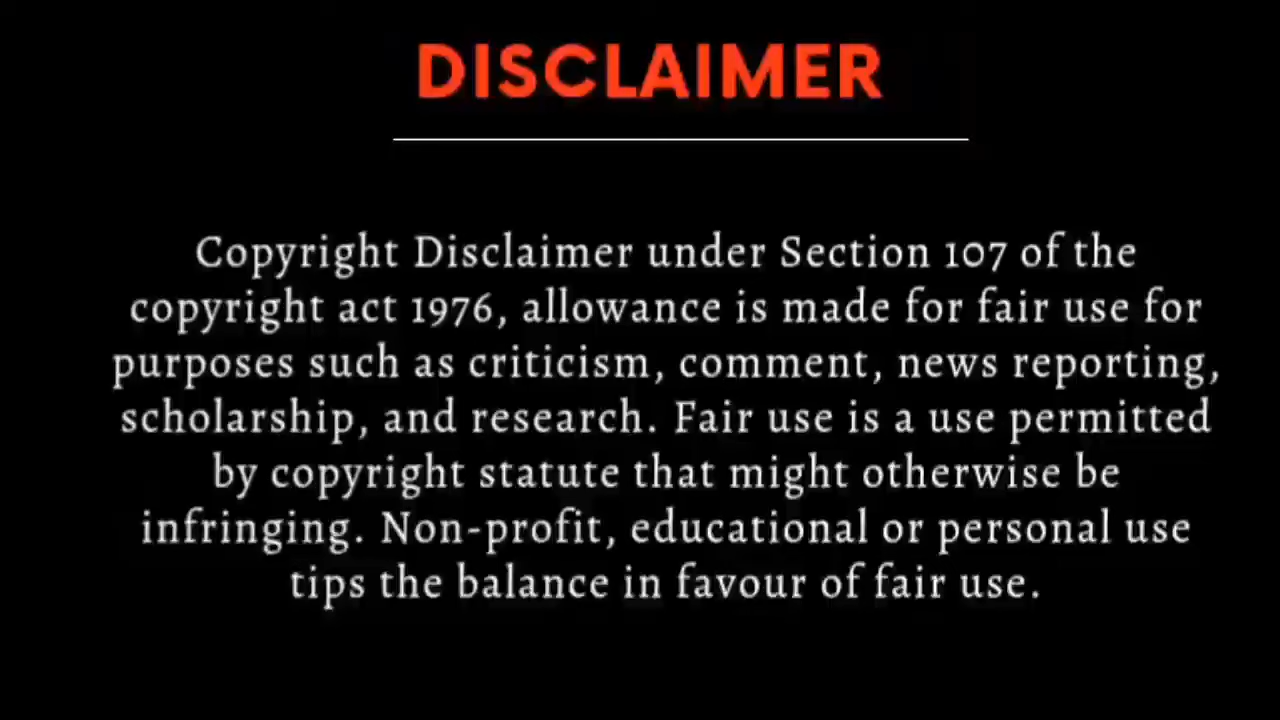 DISCLAIMER
Copyright Disclaimer under Section 107 of the
copyright act 1976, allowance is made for fair use for
purposes such as criticism, comment, news reporting,
scholarship, and research. Fair use is a use permitted
by copyright statute that might otherwise be
infringing. Non-profit, educational or personal use
tips the balance in favour of fair use.